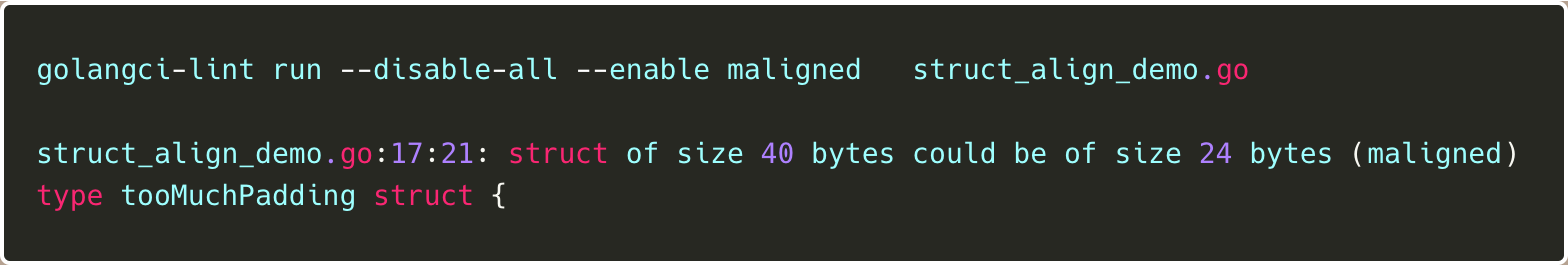 golangci-lint run --disable-all --enable maligned   struct_align_demo.go
struct_align_demo.go:17:21: struct of size 40 bytes could be of size 24 bytes (maligned)
type tooMuchPadding struct {